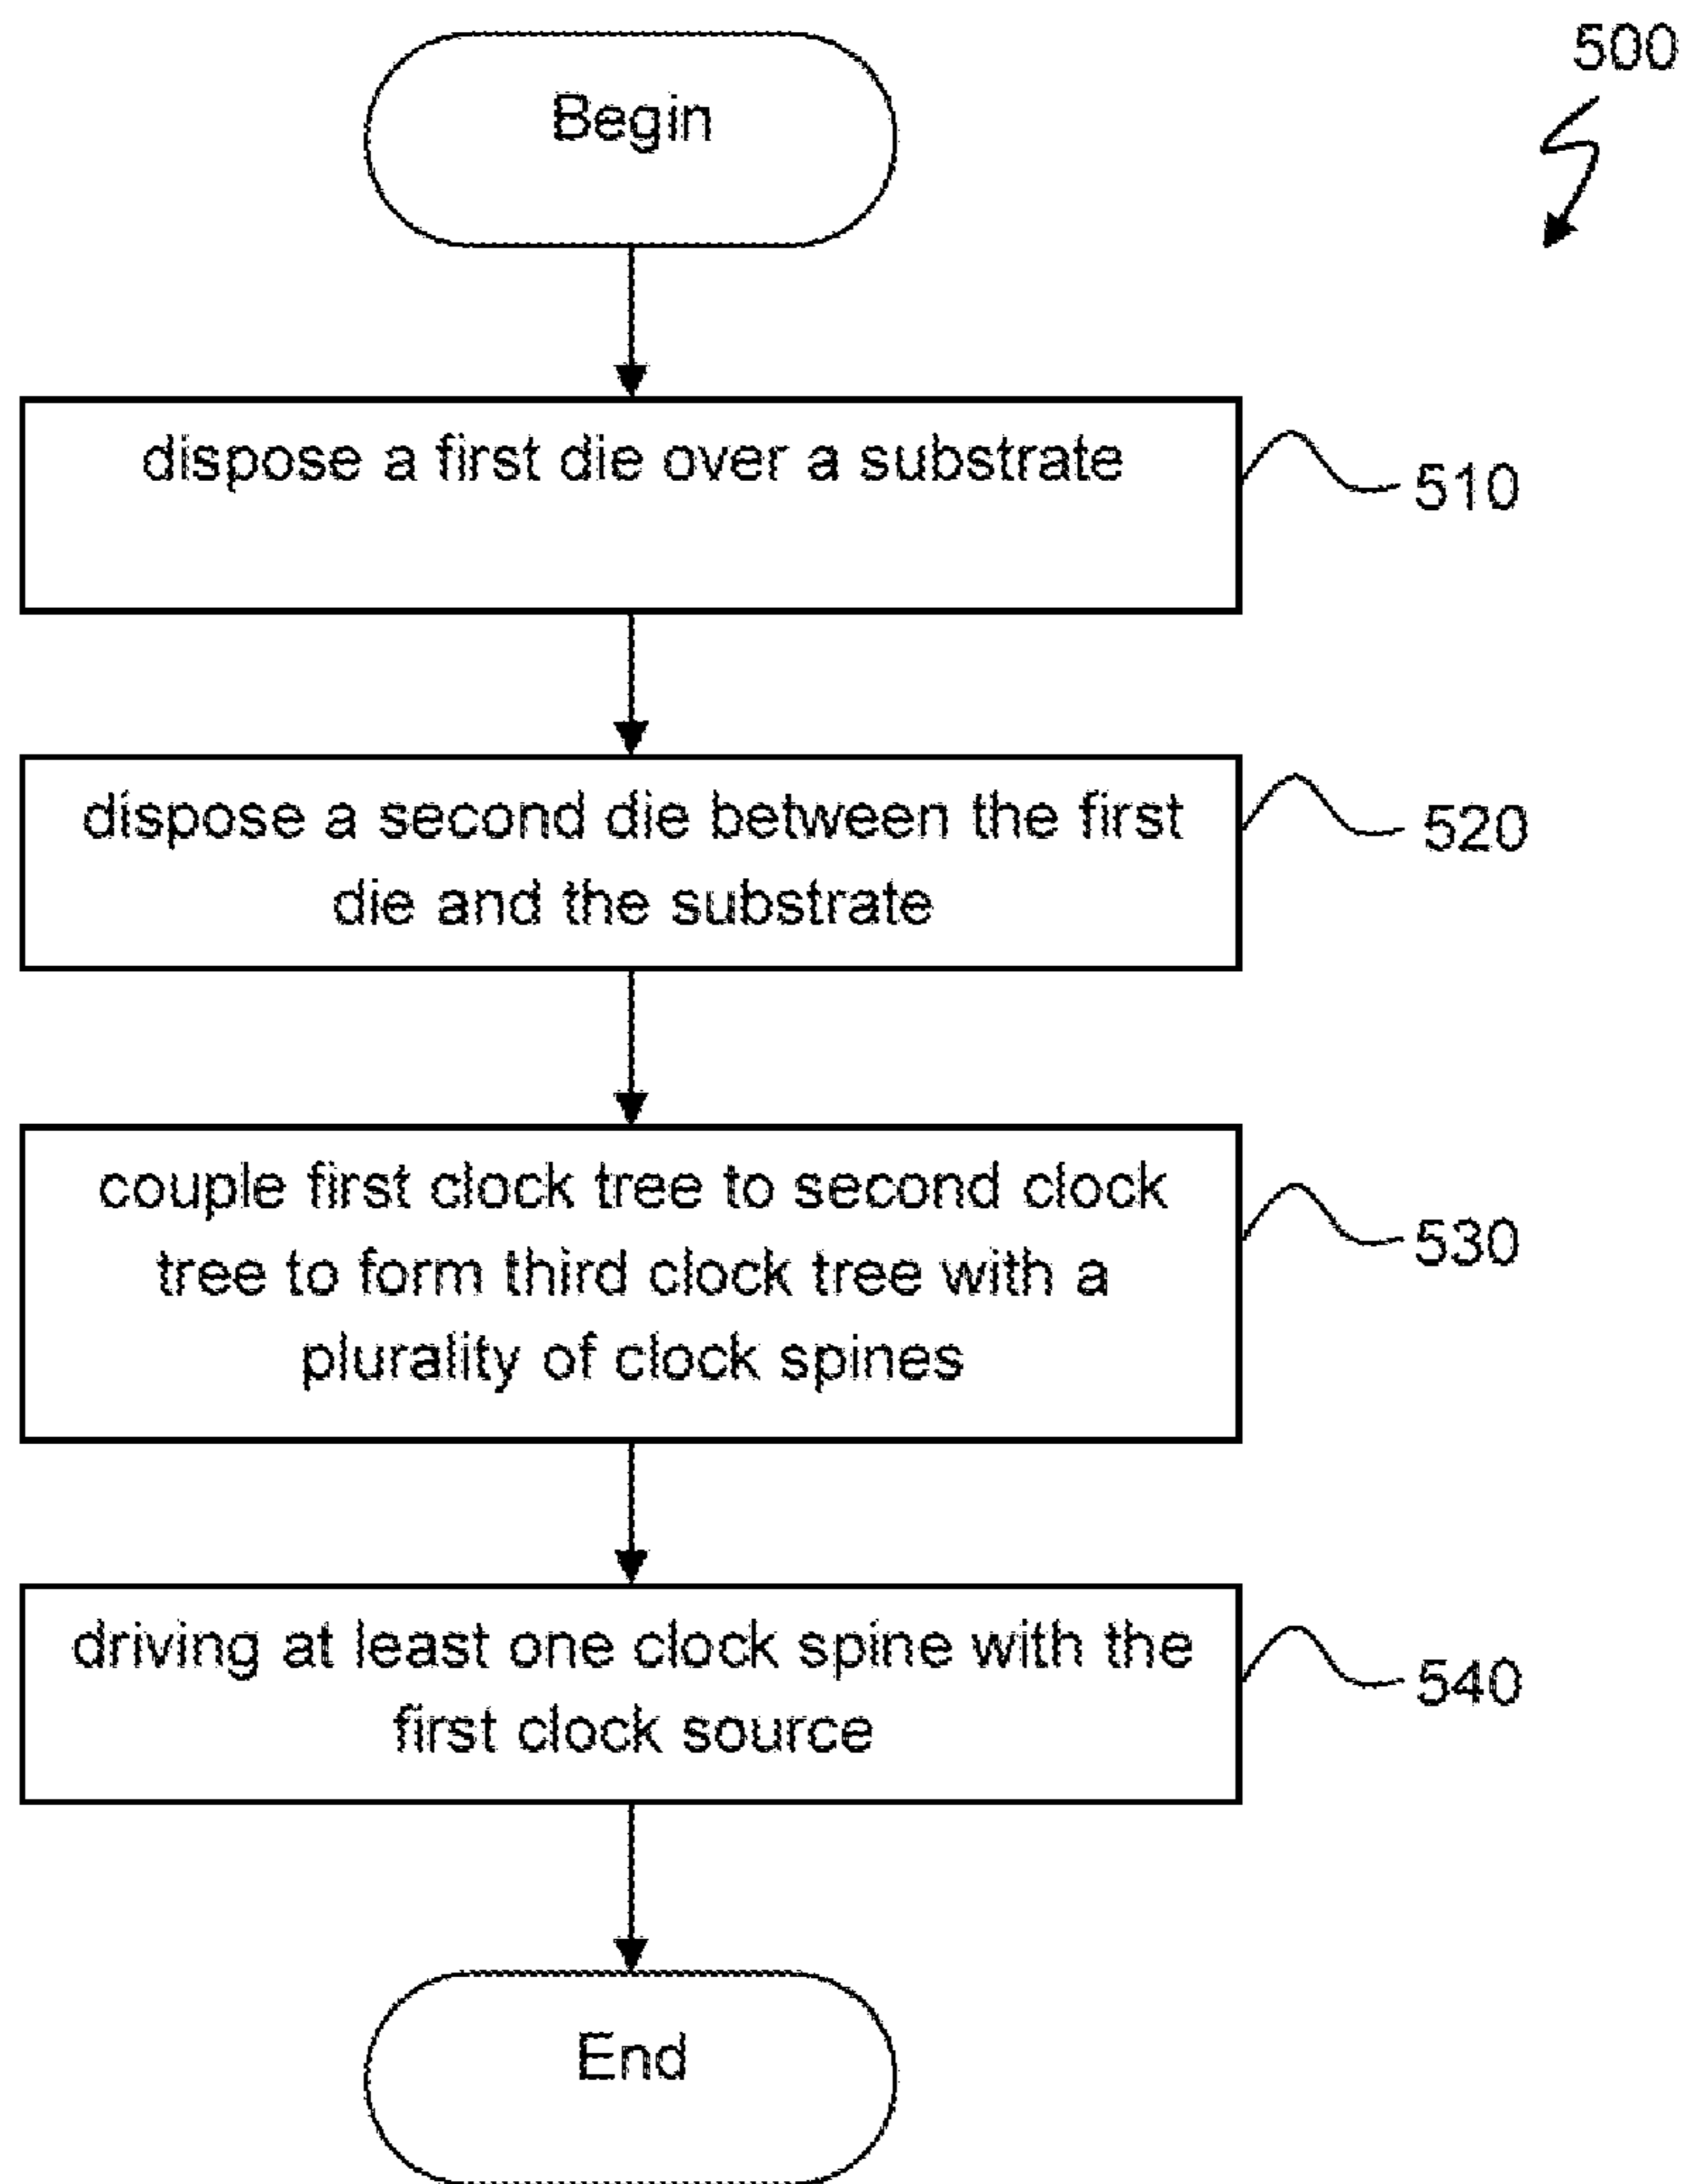 500
Begin
dispose a first die over a substrate
510
dispose a second die between the first
die and the substrate
520
couple first clock tree to second clock
tree to form third clock tree with a
plurality of clock spines
530
driving at least one clock spine with the
first clock source
540
End